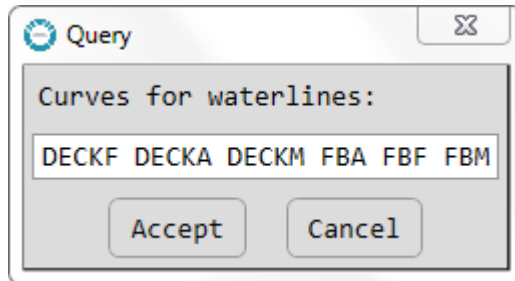 Query
Curves for waterlines:
DECKF DECKA DECKM FBA FBF FBM
Accept Cancel